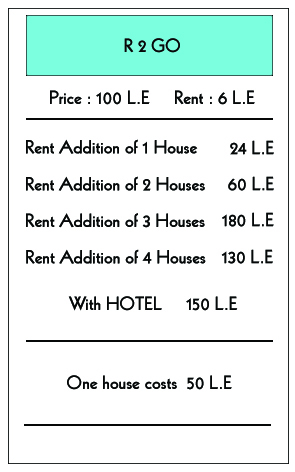 R 2 GO
Price : 100 L.E Rent : 6 L.E
Rent Addition of 1 House 24 L.E
Rent Addition of 2 Houses 60 L.E
Rent Addition of 3 Houses 180 L.E
Rent Addition of 4 Houses 130 L.E
With HOTEL 150 L.E
One house costs 50 L.E